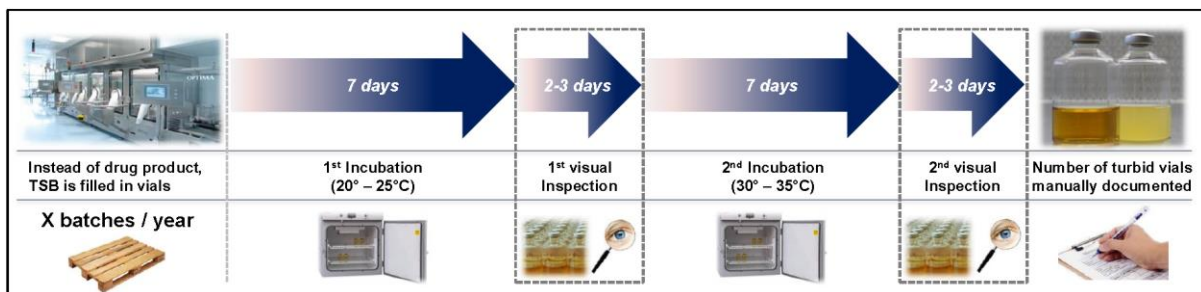 7 days
2-3 days
7 days
2-3 days
Instead of drug product,
TSB is filled in vials
1st Incubation
(20° – 25°C)
1st visual
Inspection
2nd Incubation
(30° – 35°C)
2nd visual
Inspection
Number of turbid vials
manually documented
X batches / year